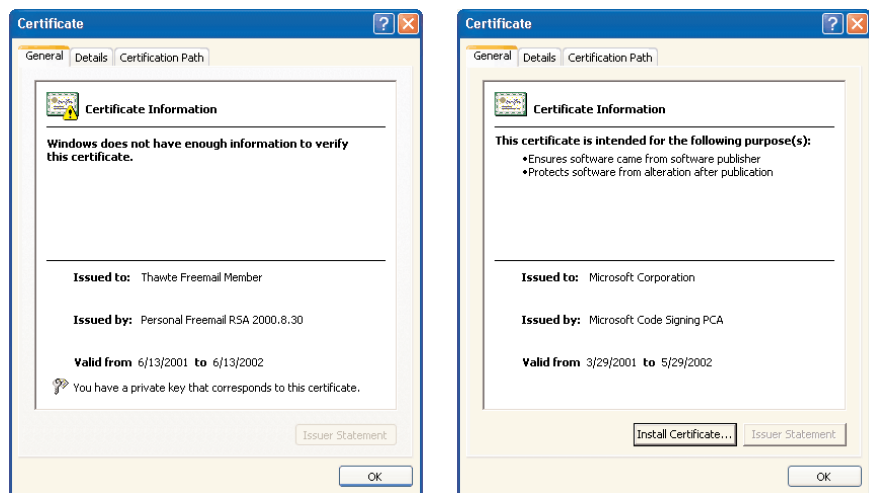 Certificate
General Details Certification Path
Certificate Information
Windows does not have enough information to verify
this certificate.
Issued to: Thawte Freemail Member
Issued by: Personal Freemail RSA 2000.8.30
Valid from 6/13/2001 to 6/13/2002
You have a private key that corresponds to this certificate.
Issuer Statement
OK
Certificate
General Details Certification Path
Certificate Information
This certificate is intended for the following purpose(s):
•Ensures software came from software publisher
•Protects software from alteration after publication
Issued to: Microsoft Corporation
Issued by: Microsoft Code Signing PCA
Valid from 3/29/2001 to 5/29/2002
Install Certificate... Issuer Statement
OK